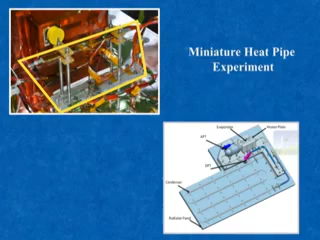 Miniature Heat Pipe
Experiment
Evaporator
Heater Plate
Condenser
Radiator Panel